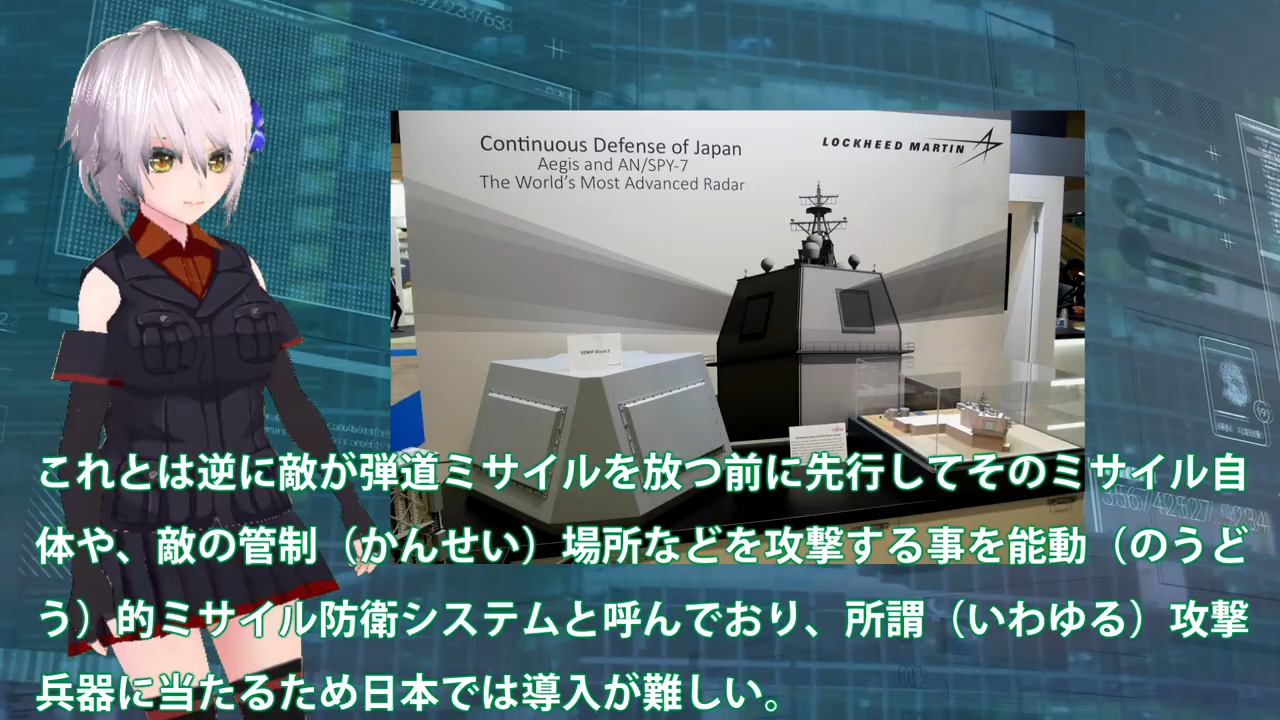 Continuous Defense of Japan
Aegis and AN/SPY-7
The World's Most Advanced Radar
LOCKHEED MARTIN
これとは逆に敵が弾道ミサイルを放つ前に先行してそのミサイル自
体や、敵の管制（かんせい）場所などを攻撃する事を能動（のうど
う）的ミサイル防衛システムと呼んでおり、所謂（いわゆる）攻撃
兵器に当たるため日本では導入が難しい。